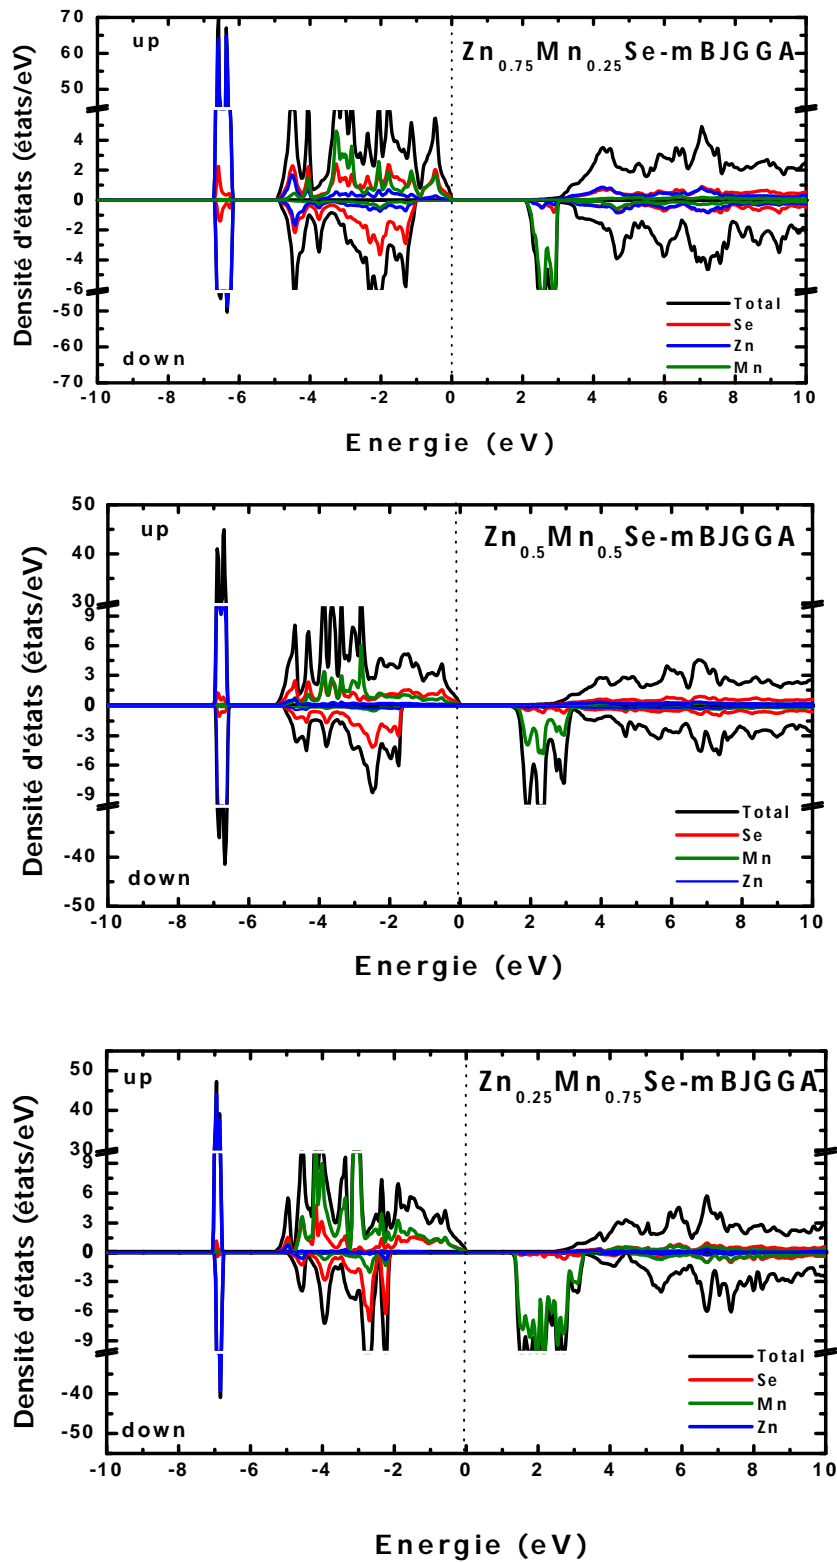 up
Zn0.75Mn0.25Se-mBJGGA
Densité d'états (états/eV)
70
60
50
4
2
0
-2
-4
-6
-50
-60
-70
Total
Se
Zn
Mn
down
-10 -8 -6 -4 -2 0 2 4 6 8 10
Energie (eV)
up
Zn0.5Mn0.5Se-mBJGGA
Densité d'états (états/eV)
50
40
30
9
6
3
0
-3
-6
-9
-40
-50
Total
Se
Mn
Zn
down
-10 -8 -6 -4 -2 0 2 4 6 8 10
Energie (eV)
up
Zn0.25Mn0.75Se-mBJGGA
Densité d'états (états/eV)
50
40
30
9
6
3
0
-3
-6
-9
-40
-50
Total
Se
Mn
Zn
down
-10 -8 -6 -4 -2 0 2 4 6 8 10
Energie (eV)